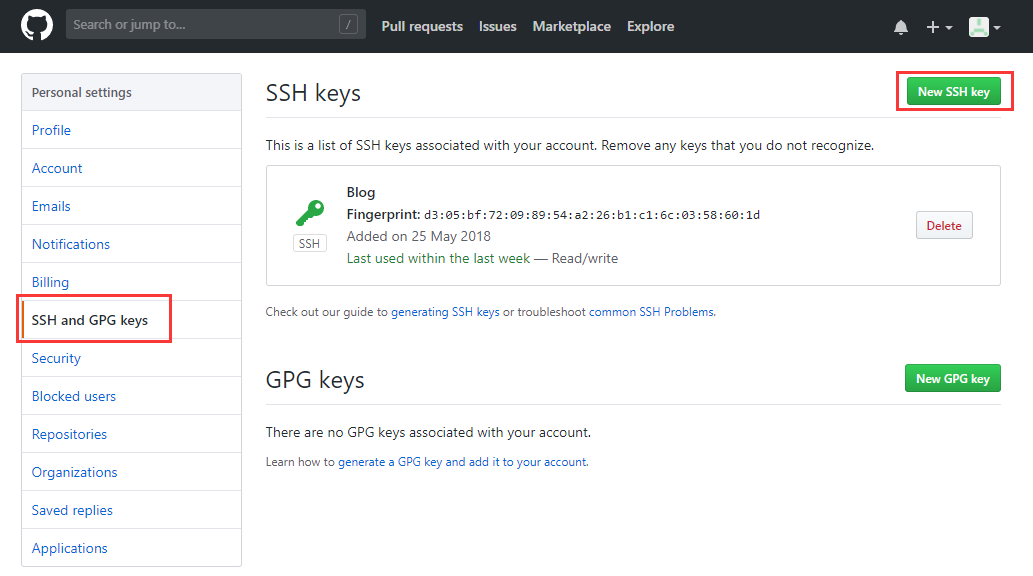 Search or jump to...
/
Pull requests
Issues
Marketplace
Explore
Personal settings
Profile
Account
Emails
Notifications
Billing
SSH and GPG keys
Security
Blocked users
Repositories
Organizations
Saved replies
Applications
SSH keys
New SSH key
This is a list of SSH keys associated with your account. Remove any keys that you do not recognize.
SSH
Blog
Fingerprint: d3:05:bf:72:09:89:54:a2:26:b1:c1:6c:03:58:60:1d
Added on 25 May 2018
Last used within the last week — Read/write
Delete
Check out our guide to generating SSH keys or troubleshoot common SSH Problems.
GPG keys
New GPG key
There are no GPG keys associated with your account.
Learn how to generate a GPG key and add it to your account.